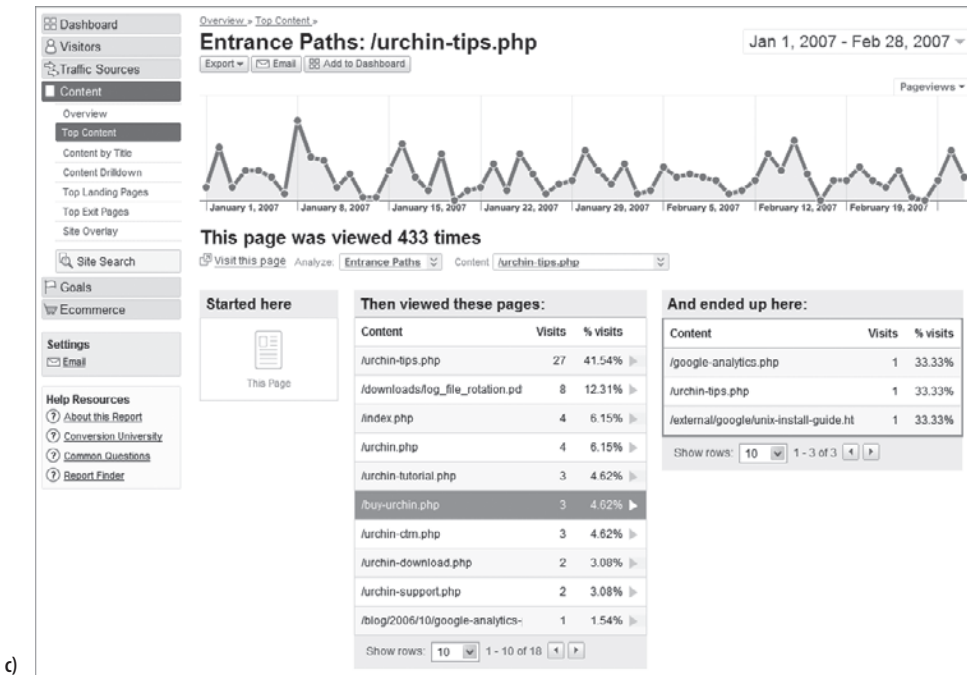 Dashboard
Visitors
Traffic Sources
Content
Overview
Top Content
Content by Title
Content Drilldown
Top Landing Pages
Top Exit Pages
Site Overlay
Site Search
Goals
Ecommerce
Settings
Email
Help Resources
About this Report
Conversion University
Common Questions
Report Finder
Overview » Top Content »
Entrance Paths: /urchin-tips.php
Jan 1, 2007 - Feb 28, 2007
Export Email Add to Dashboard
Pageviews
January 1, 2007 January 8, 2007 January 15, 2007 January 22, 2007 January 29, 2007 February 5, 2007 February 12, 2007 February 19, 2007
This page was viewed 433 times
Visit this page Analyze: Entrance Paths Content /urchin-tips.php
Started here
This Page
Then viewed these pages:
Content Visits % visits
/urchin-tips.php 27 41.54%
/downloads/log_file_rotation.pd 8 12.31%
/index.php 4 6.15%
/urchin.php 4 6.15%
/urchin-tutorial.php 3 4.62%
/buy-urchin.php 3 4.62%
/urchin-ctm.php 3 4.62%
/urchin-download.php 2 3.08%
/urchin-support.php 2 3.08%
/blog/2006/10/google-analytics- 1 1.54%
Show rows: 10 1 - 10 of 18
And ended up here:
Content Visits % visits
/google-analytics.php 1 33.33%
/urchin-tips.php 1 33.33%
/external/google/unix-install-guide.ht 1 33.33%
Show rows: 10 1 - 3 of 3
c)